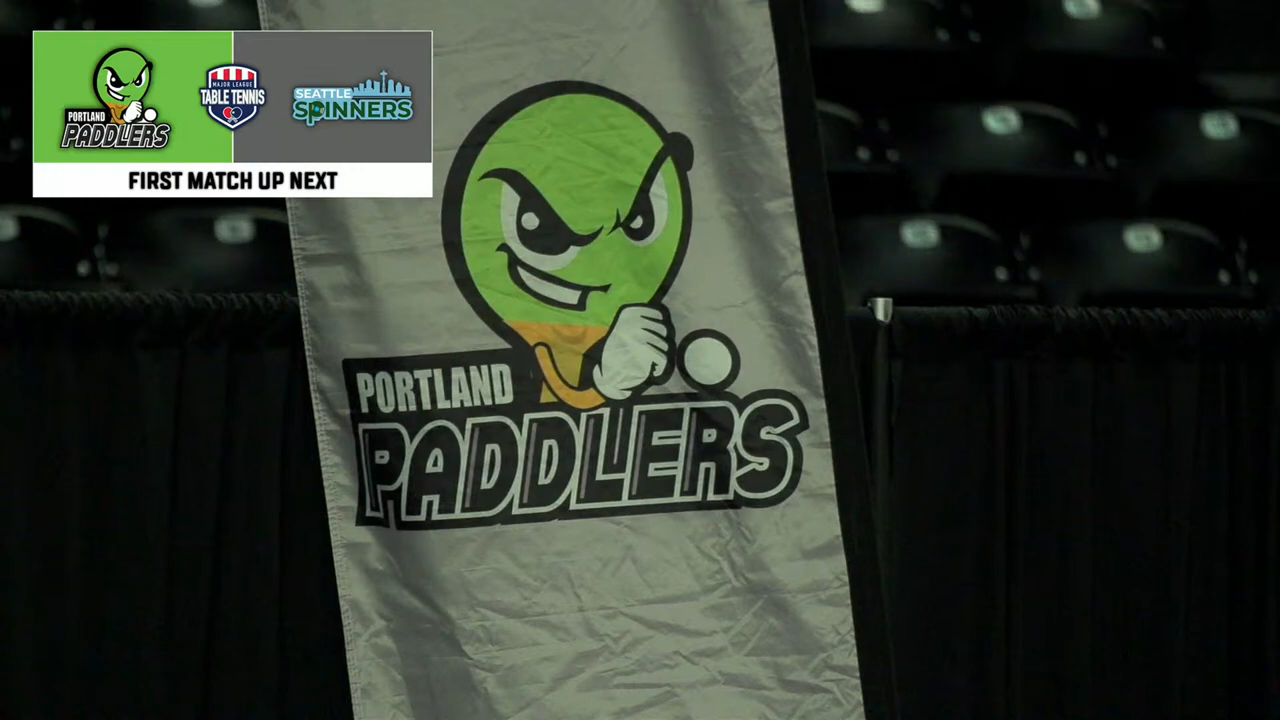 PORTLAND
PADDLERS
MAJOR LEAGUE
TABLE TENNIS
SEATTLE
SPINNERS
FIRST MATCH UP NEXT
PORTLAND
PADDLERS